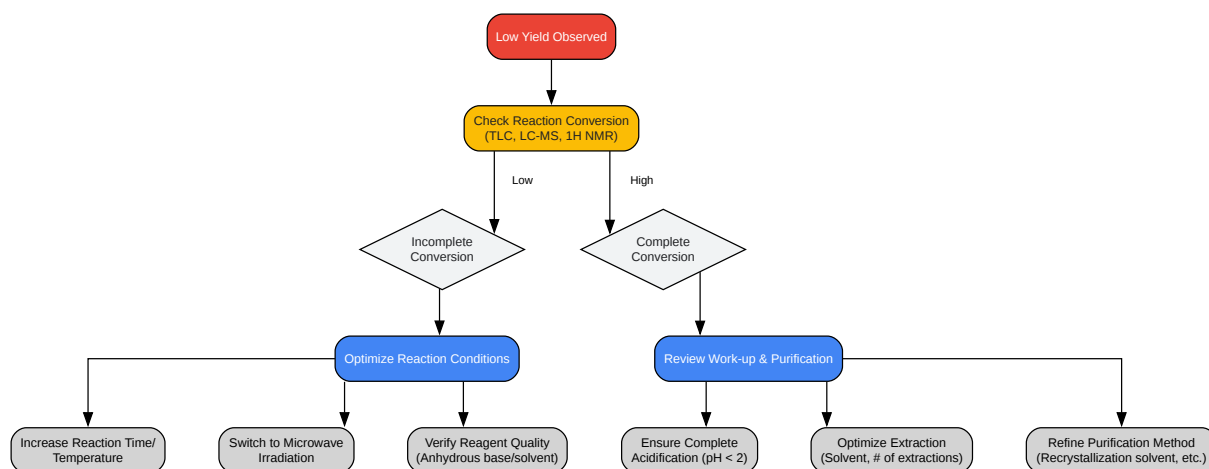 Low Yield Observed
Check Reaction Conversion
(TLC, LC-MS, 1H NMR)
Low
High
Incomplete
Conversion
Complete
Conversion
Optimize Reaction Conditions
Review Work-up & Purification
Increase Reaction Time/
Temperature
Switch to Microwave
Irradiation
Verify Reagent Quality
(Anhydrous base/solvent)
Ensure Complete
Acidification (pH < 2)
Optimize Extraction
(Solvent, # of extractions)
Refine Purification Method
(Recrystallization solvent, etc.)